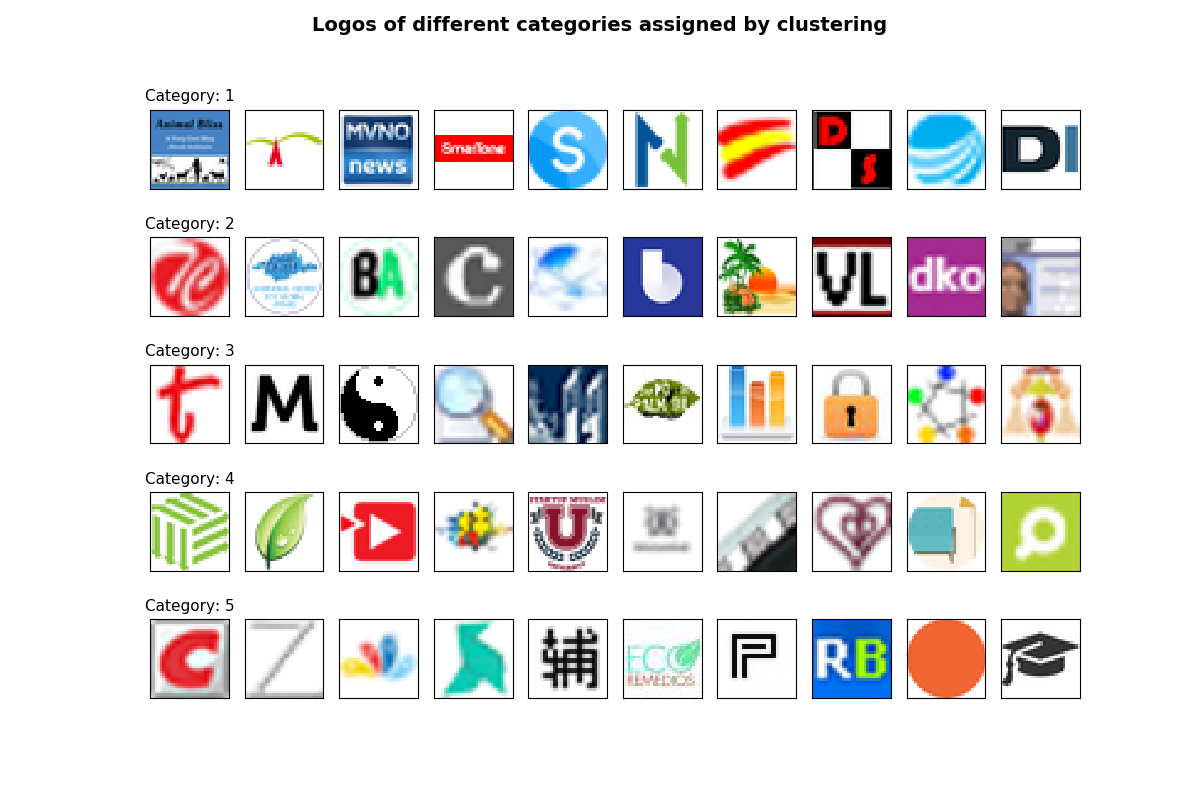 Logos of different categories assigned by clustering
Category: 1
Animal Bliss
MVNO
news
SmarTone
S
N
D
S
DI
Category: 2
BA
C
b
VL
dko
Category: 3
t
M
Category: 4
U
Category: 5
C
Z
輔
ECO
REMEDIOS
P
RB